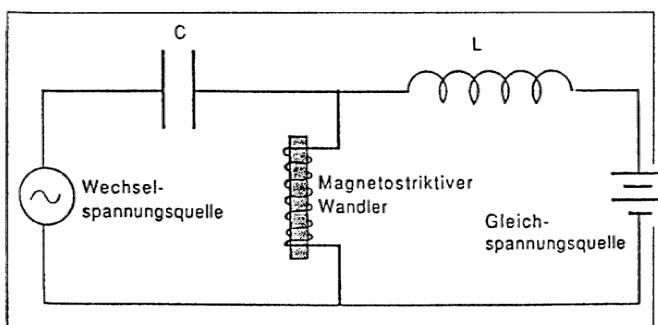 C
L
Wechsel-
spannungsquelle
Magnetostriktiver
Wandler
Gleich-
spannungsquelle